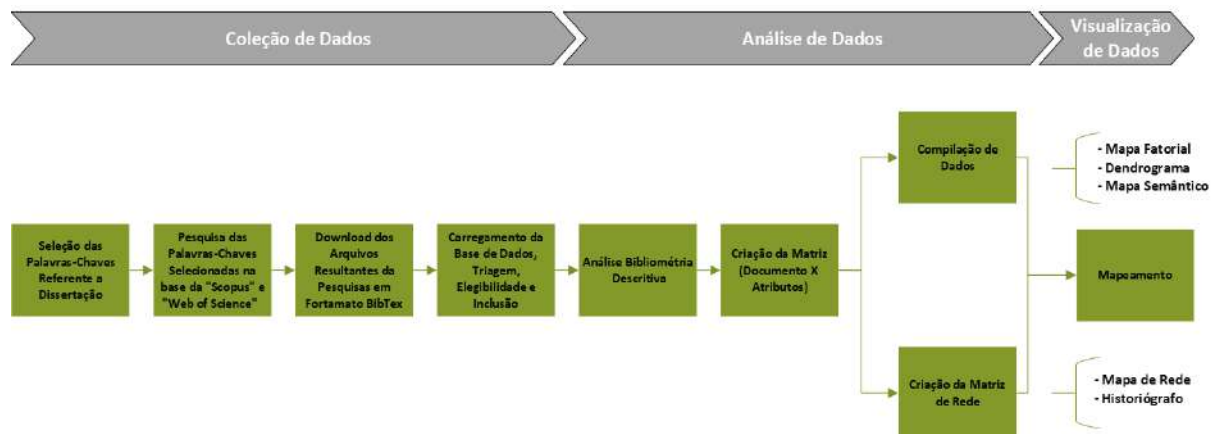 Coleção de Dados
Análise de Dados
Visualização
de Dados
Seleção das
Palavras-Chaves
Referente a
Dissertação
Pesquisa das
Palavras-Chaves
Selecionadas na
base da "Scopus" e
"Web of Science"
Download dos
Arquivos
Resultantes da
Pesquisas em
Fortamato BibTex
Carregamento da
Base de Dados,
Triagem,
Elegibilidade e
Inclusão
Análise Bibliométria
Descritiva
Criação da Matriz
(Documento X
Atributos)
Compilação de
Dados
Criação da Matriz
de Rede
- Mapa Fatorial
- Dendrograma
- Mapa Semântico
Mapeamento
- Mapa de Rede
- Historiógrafo